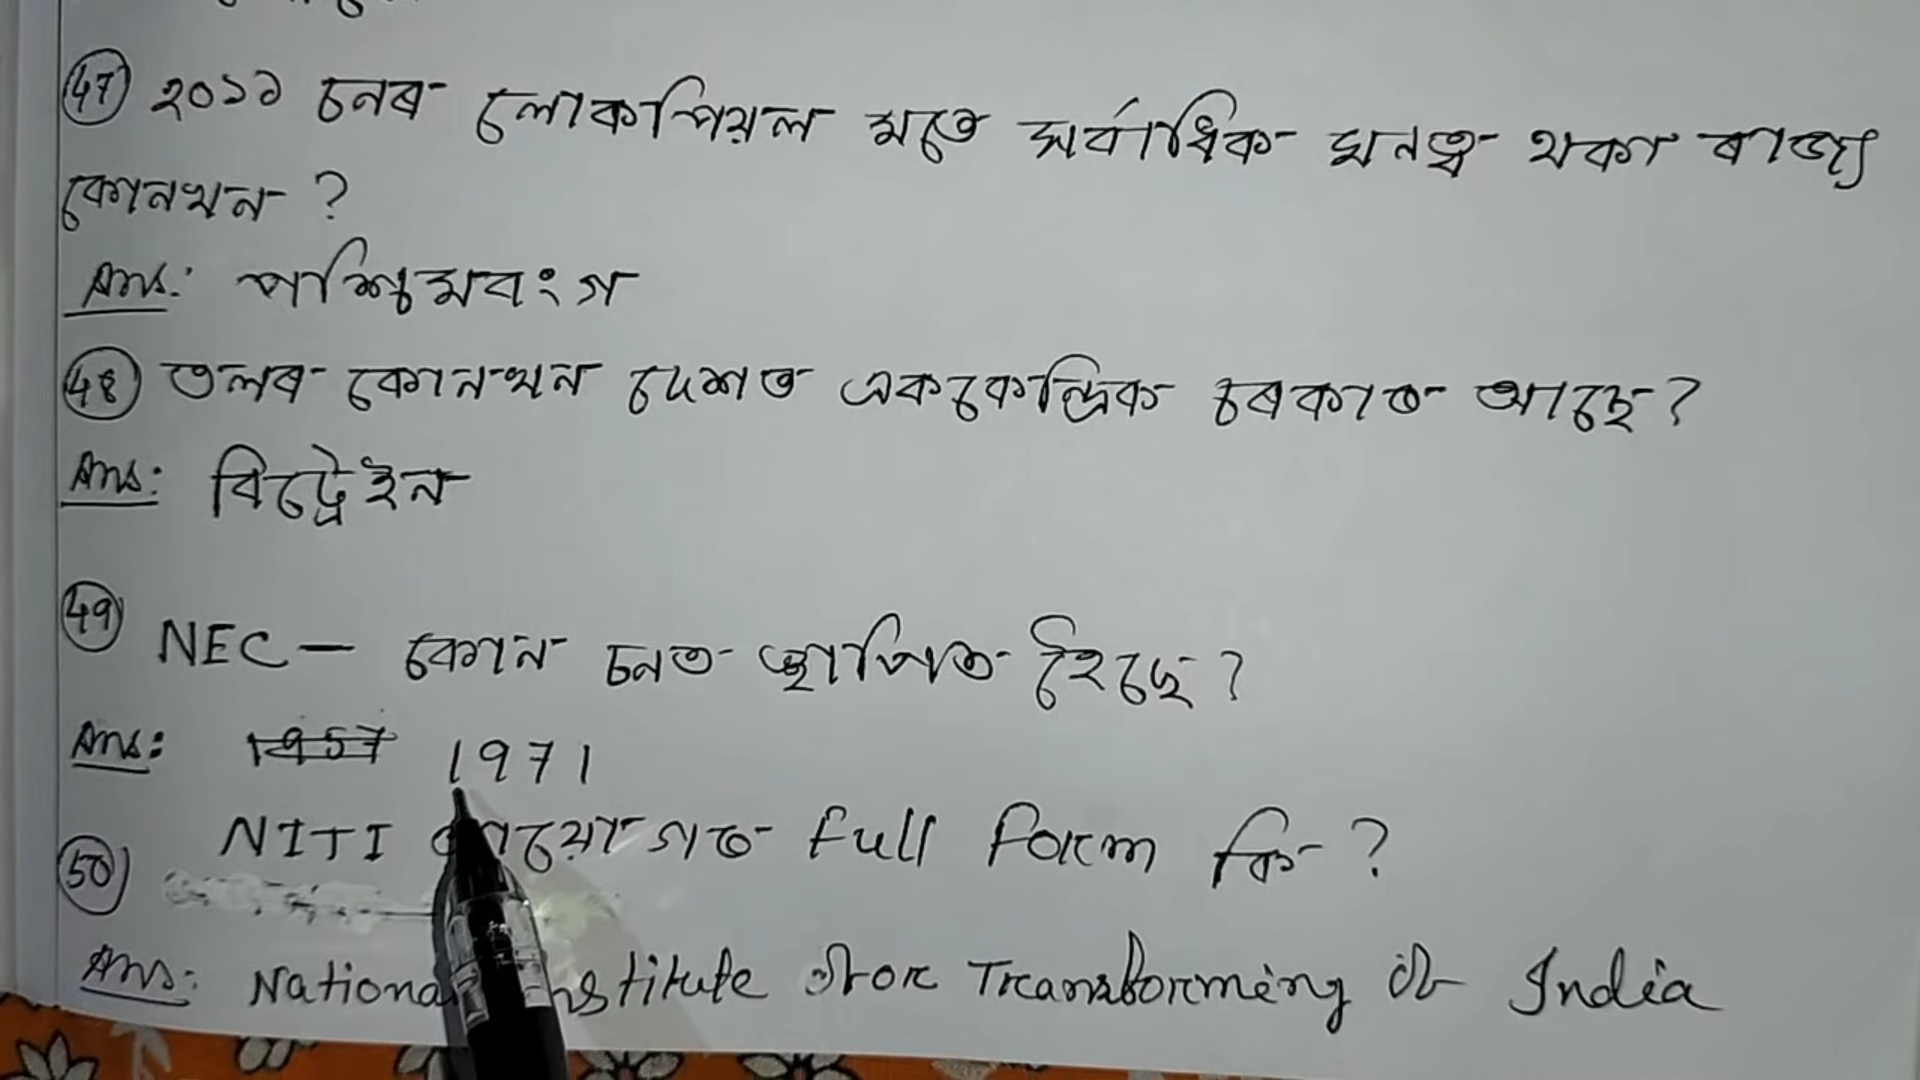 47 ২০১১ চনৰ লোকপিয়ল মতে সৰ্বাধিক ঘনত্ব থকা ৰাজ্য
কোনখন ?
Ans: পশ্চিমবংগ
48 তলৰ কোনখন দেশত এককেন্দ্ৰিক চৰকাৰ আছে ?
Ans: বিট্ৰেইন
49 NEC — কোন চনত স্থাপিত হৈছে ?
Ans: 1957 1971
50 NITI full form কি ?
Ans: National Institute for Transforming of India